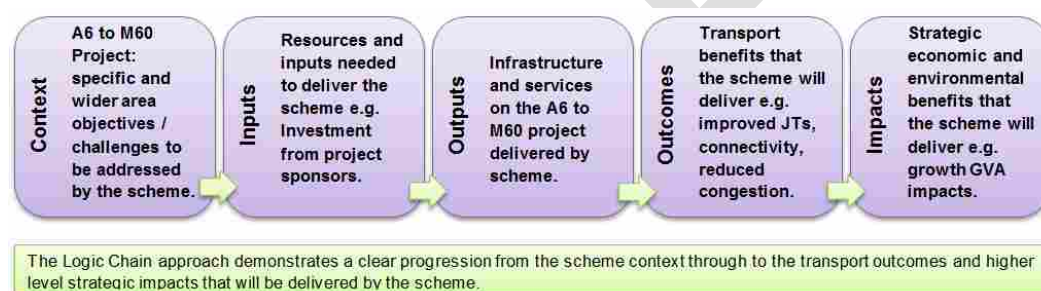 Context
A6 to M60
Project:
specific and
wider area
objectives /
challenges to
be addressed
by the scheme.
Inputs
Resources and
inputs needed
to deliver the
scheme e.g.
Investment
from project
sponsors.
Outputs
Infrastructure
and services
on the A6 to
M60 project
delivered by
scheme.
Outcomes
Transport
benefits that
the scheme will
deliver e.g.
improved JTs,
connectivity,
reduced
congestion.
Impacts
Strategic
economic and
environmental
benefits that
the scheme will
deliver e.g.
growth GVA
impacts.
The Logic Chain approach demonstrates a clear progression from the scheme context through to the transport outcomes and higher
level strategic impacts that will be delivered by the scheme.